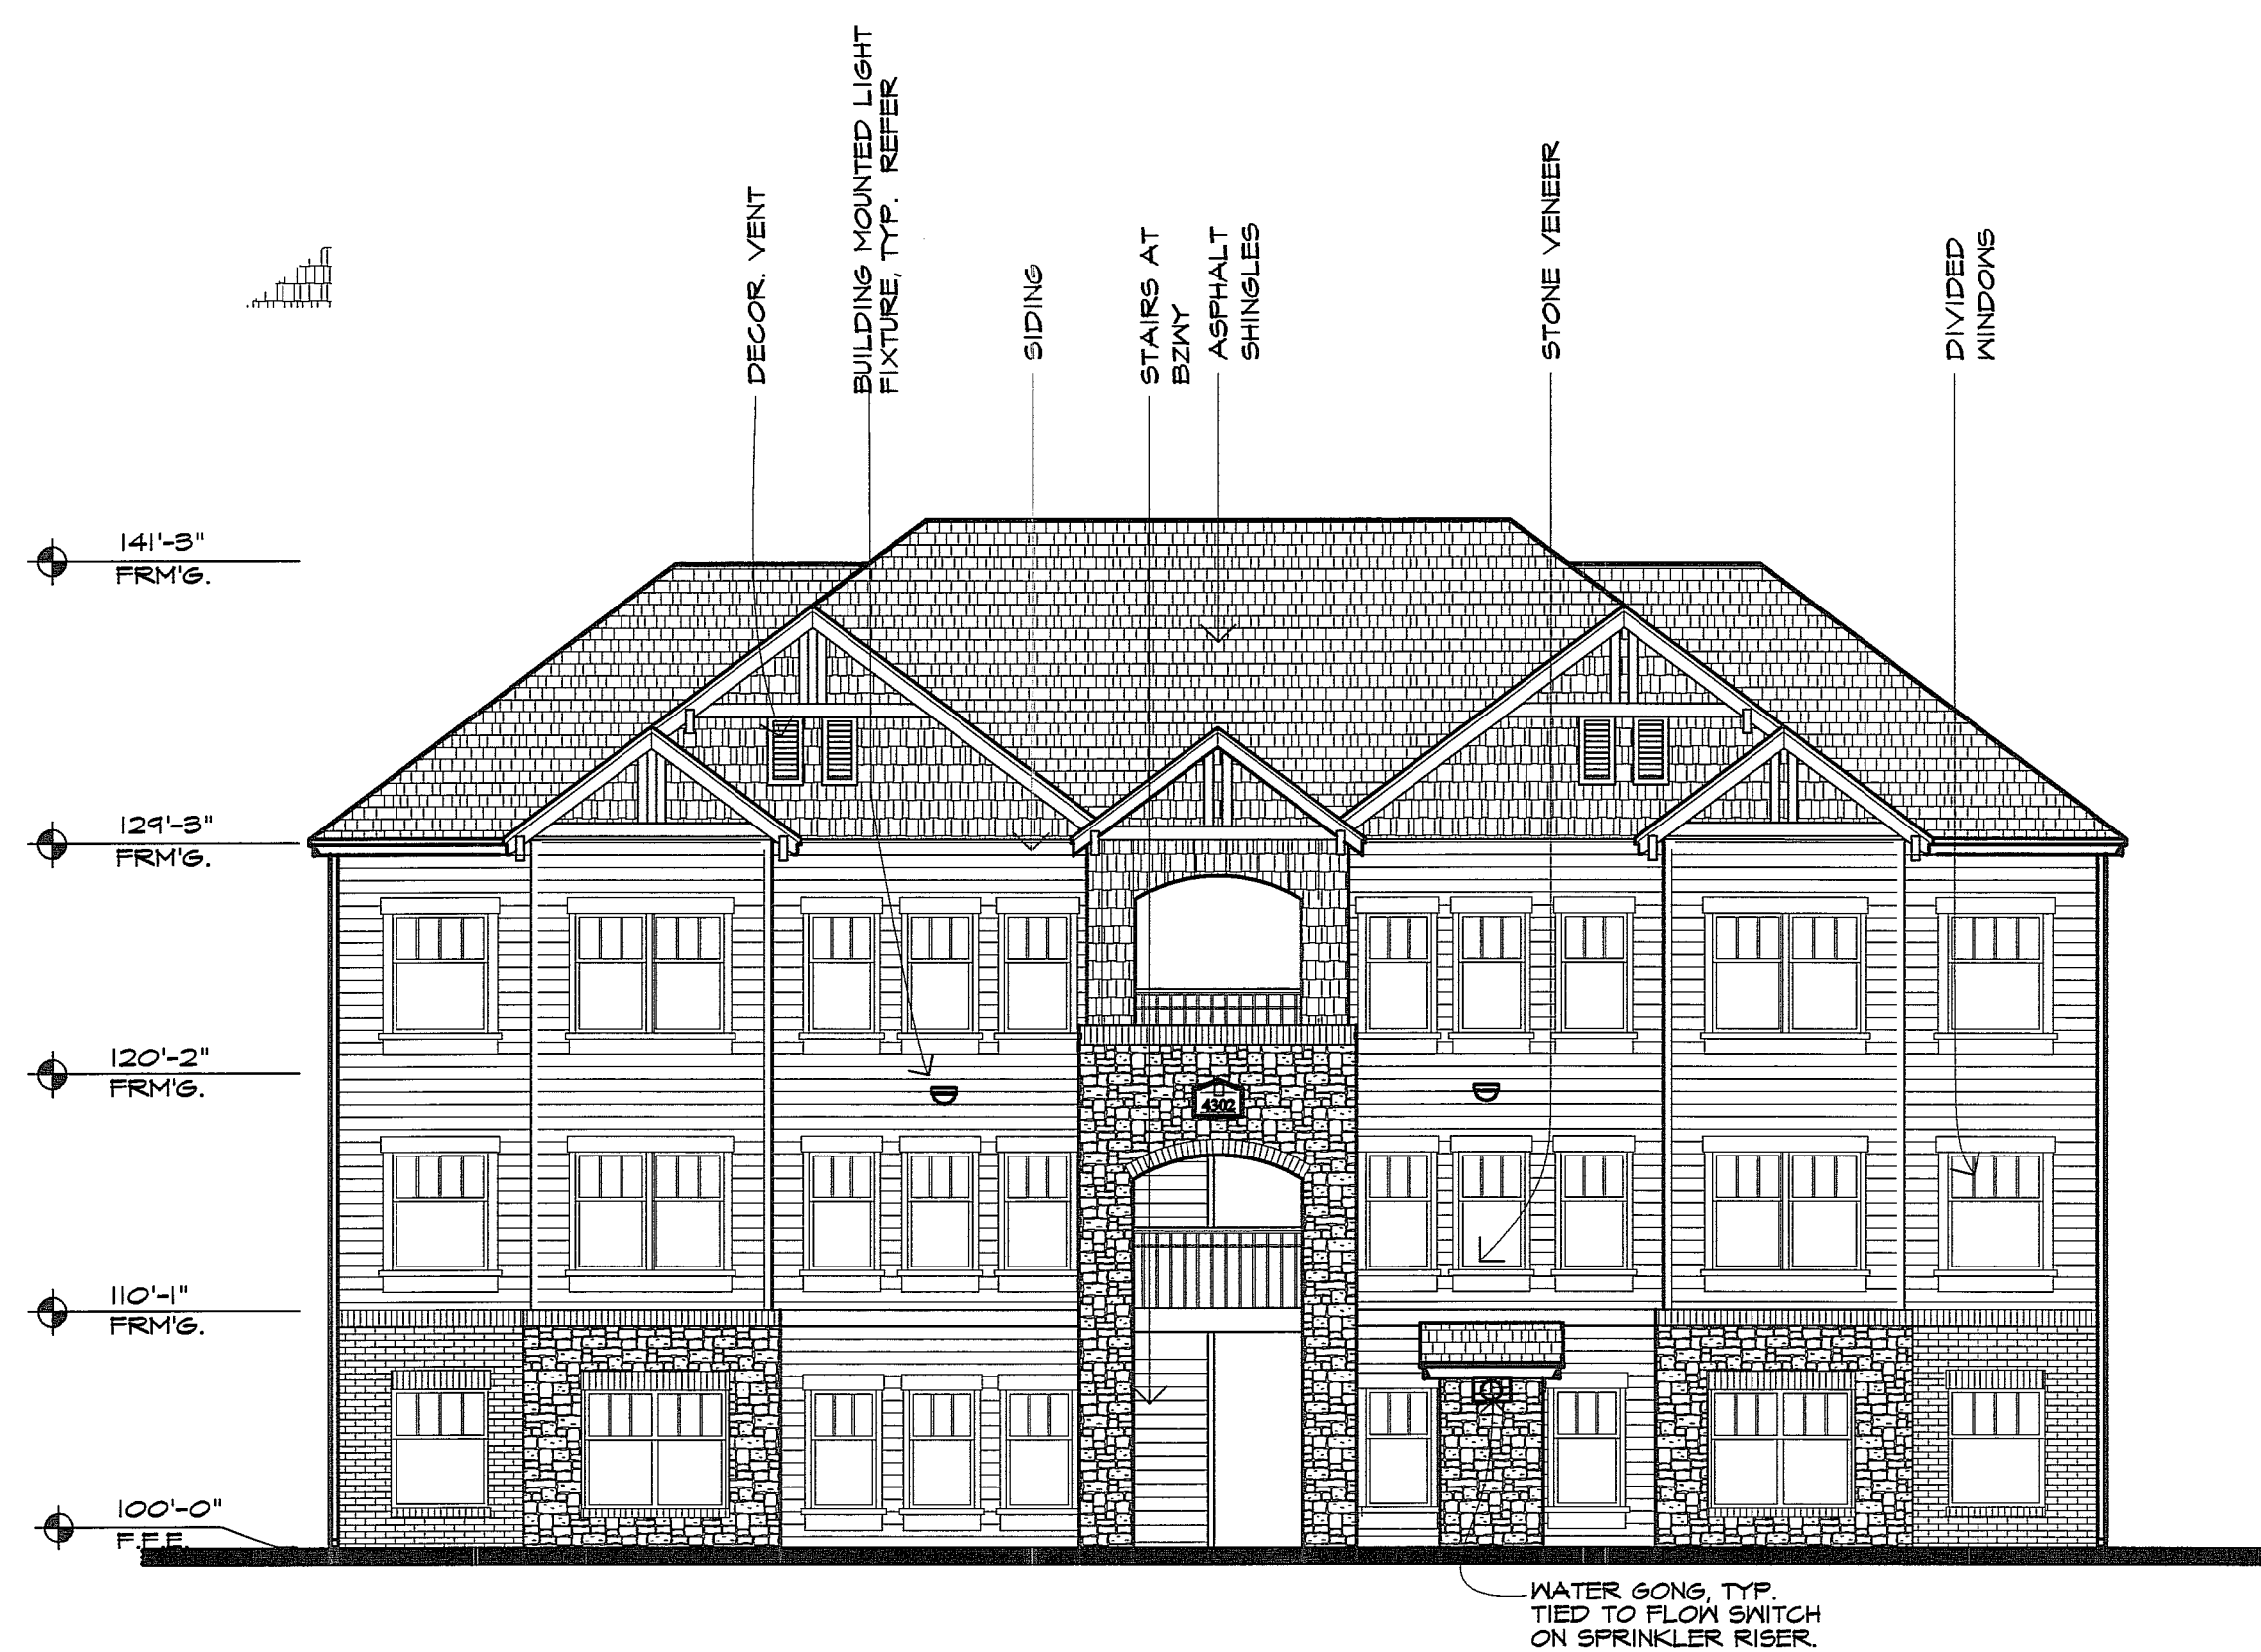 DECOR. VENT
BUILDING MOUNTED LIGHT
FIXTURE, TYP. REFER
SIDING
STAIRS AT
BZWY
ASPHALT
SHINGLES
STONE VENEER
DIVIDED
WINDOWS
141'-3"
FRM'G.
129'-3"
FRM'G.
120'-2"
FRM'G.
4302
110'-1"
FRM'G.
100'-0"
F.F.E.
WATER GONG, TYP.
TIED TO FLOW SWITCH
ON SPRINKLER RISER.